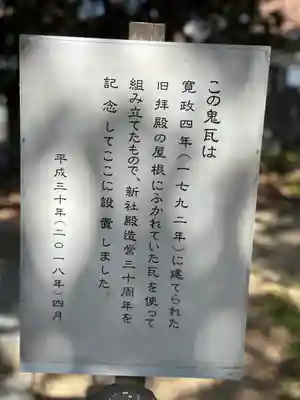 この鬼瓦は
寛政四年(一七九二年)に建てられた
旧拝殿の屋根にふかれていた瓦を使って
組み立てたもので、新社殿造営三十周年を
記念してここに設置しました
平成三十年(二〇一八年)四月